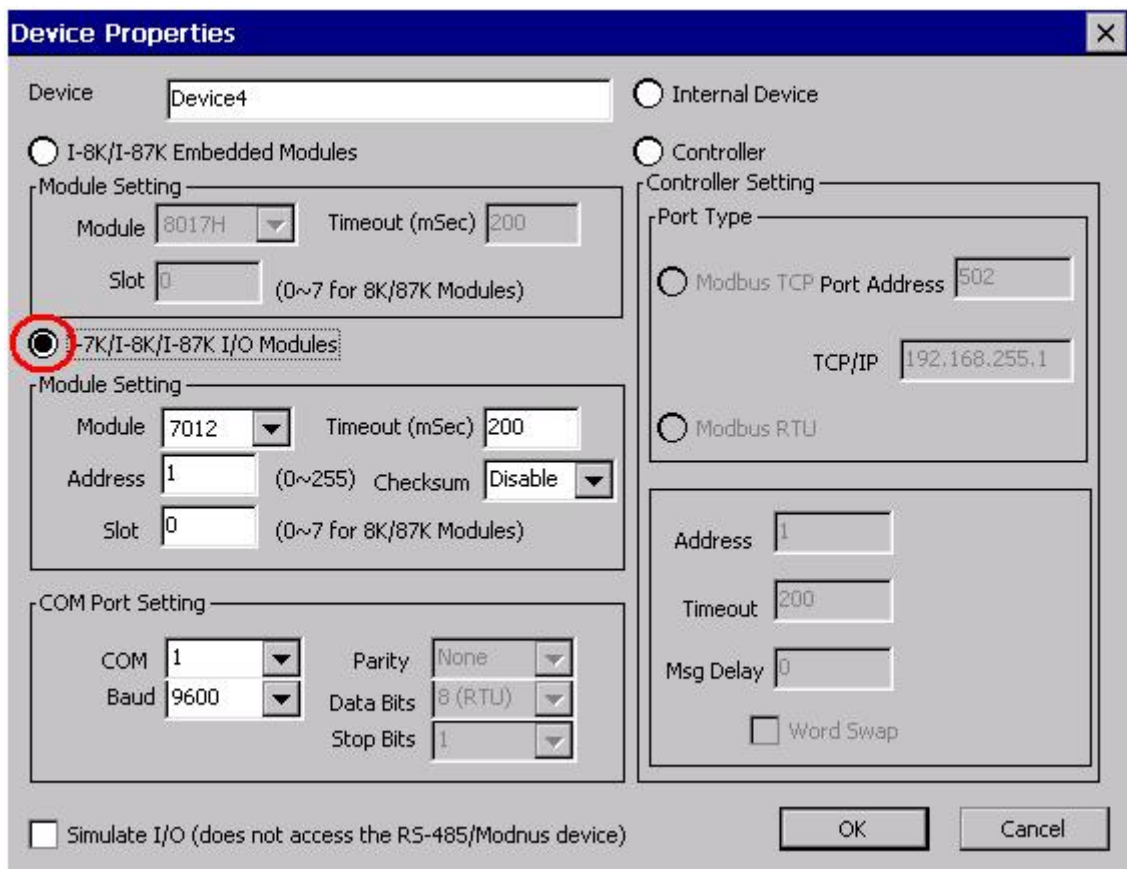 Device Properties
Device Device4
Internal Device
I-8K/I-87K Embedded Modules
Controller
Module Setting
Module 8017H Timeout (mSec) 200
Slot 0 (0~7 for 8K/87K Modules)
I-7K/I-8K/I-87K I/O Modules
Module Setting
Module 7012 Timeout (mSec) 200
Address 1 (0~255) Checksum Disable
Slot 0 (0~7 for 8K/87K Modules)
COM Port Setting
COM 1 Parity None
Baud 9600 Data Bits 8 (RTU)
Stop Bits 1
Controller Setting
Port Type
Modbus TCP Port Address 502
TCP/IP 192.168.255.1
Modbus RTU
Address 1
Timeout 200
Msg Delay 0
Word Swap
Simulate I/O (does not access the RS-485/Modnus device)
OK Cancel